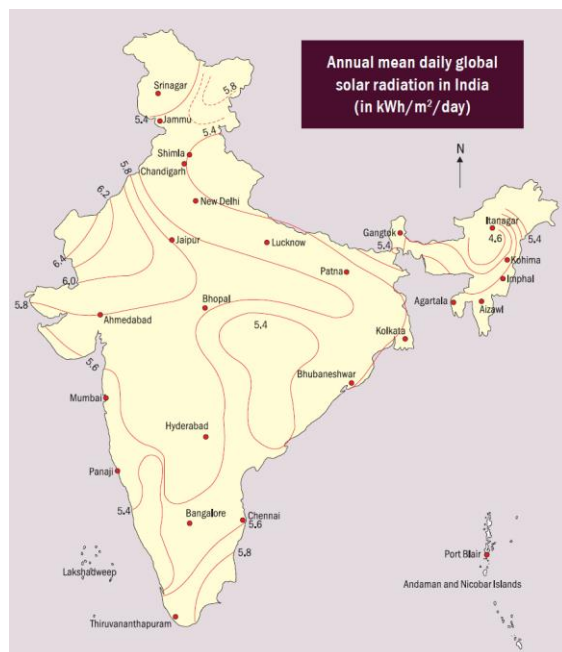 Annual mean daily global
solar radiation in India
(in kWh/m²/day)
5.8
Srinagar
5.4
Jammu
5.4
N
Shimla
Chandigarh
5.8
6.2
New Delhi
Itanagar
Gangtok
4.6
5.4
Jaipur
Lucknow
5.4
6.4
Kohima
Patna
6.0
Imphal
5.8
Bhopal
Agartala
Aizawl
Ahmedabad
5.4
Kolkata
5.6
Bhubaneshwar
Mumbai
Hyderabad
Panaji
5.4
Bangalore
Chennai
5.6
5.8
Port Blair
Lakshadweep
Andaman and Nicobar Islands
Thiruvananthapuram